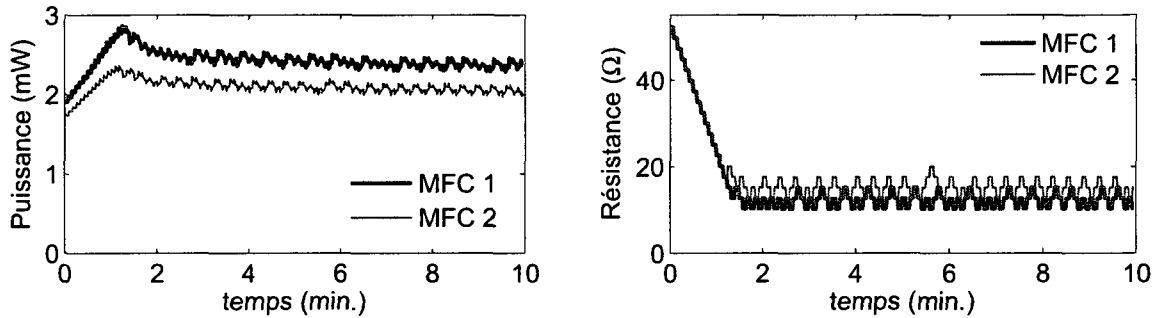 Puissance (mW)
3
2
1
0
MFC 1
MFC 2
0 2 4 6 8 10
temps (min.)
Résistance (Ω)
40
20
0
MFC 1
MFC 2
0 2 4 6 8 10
temps (min.)